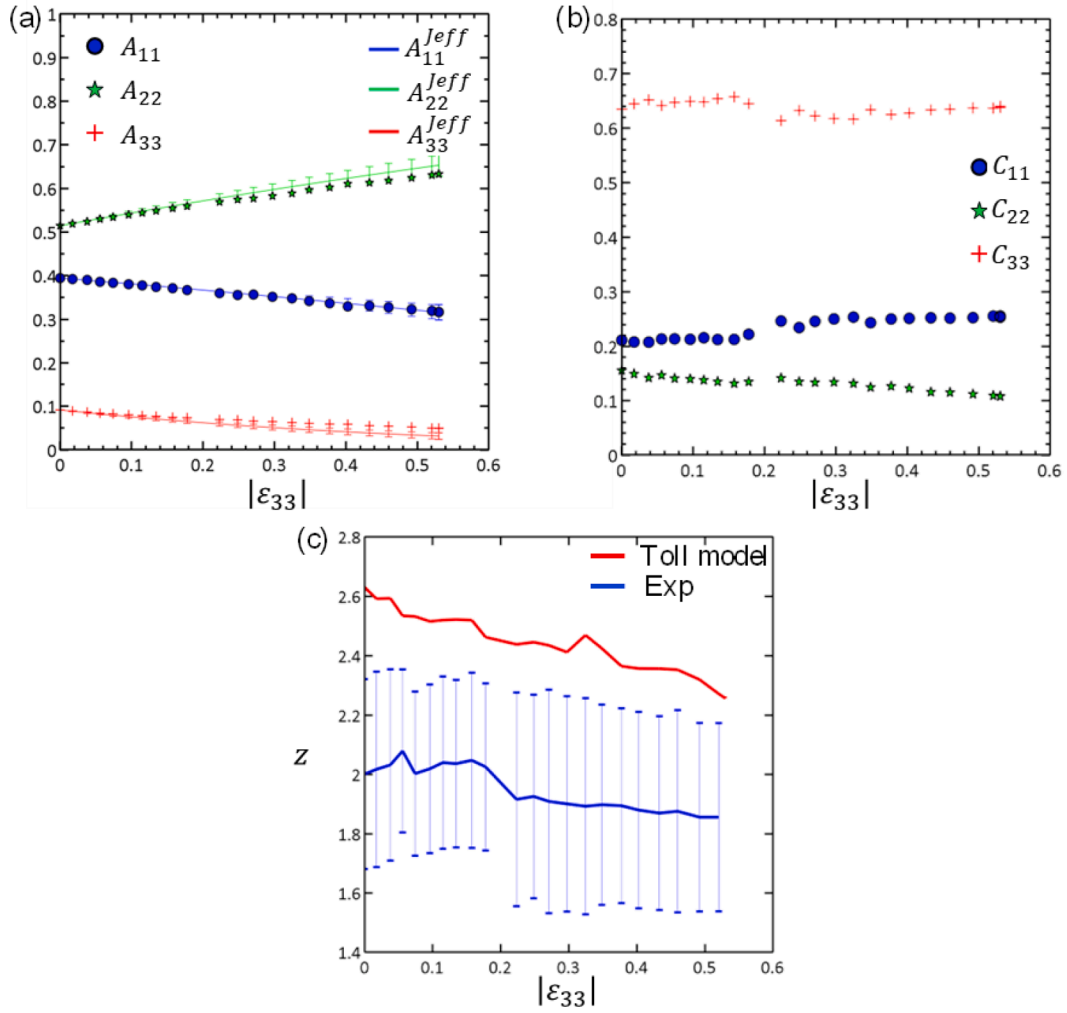 (a)
A₁₁ A₁₁ᴶᵉᶠᶠ
A₂₂ A₂₂ᴶᵉᶠᶠ
A₃₃ A₃₃ᴶᵉᶠᶠ
1
0.9
0.8
0.7
0.6
0.5
0.4
0.3
0.2
0.1
0
0 0.1 0.2 0.3 0.4 0.5 0.6
|ε₃₃|
(b)
0.8
0.7
0.6
0.5
0.4
0.3
0.2
0.1
0
C₁₁
C₂₂
C₃₃
0 0.1 0.2 0.3 0.4 0.5 0.6
|ε₃₃|
(c)
Toll model
Exp
2.8
2.6
2.4
2.2
2
1.8
1.6
1.4
z
0 0.1 0.2 0.3 0.4 0.5 0.6
|ε₃₃|